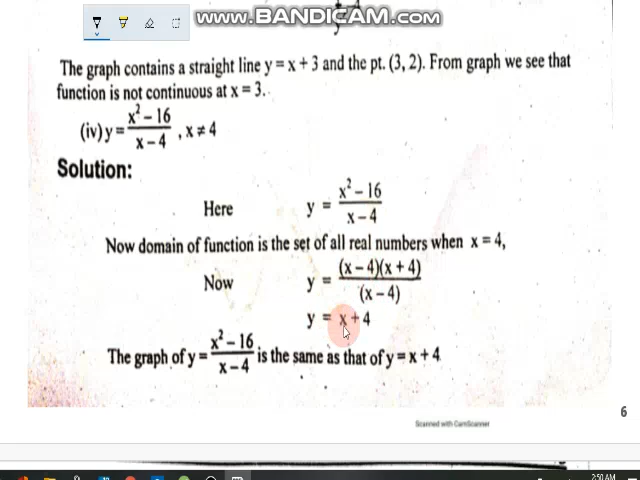 WWW.BANDICAM.COM
The graph contains a straight line y = x + 3 and the pt. (3, 2). From graph we see that
function is not continuous at x = 3.
(iv) y = x² – 16 / x – 4 , x ≠ 4
Solution:
Here y = x² – 16 / x – 4
Now domain of function is the set of all real numbers when x = 4,
Now y = (x – 4)(x + 4) / (x – 4)
y = x + 4
The graph of y = x² – 16 / x – 4 is the same as that of y = x + 4
6
Scanned with CamScanner
2:50 AM